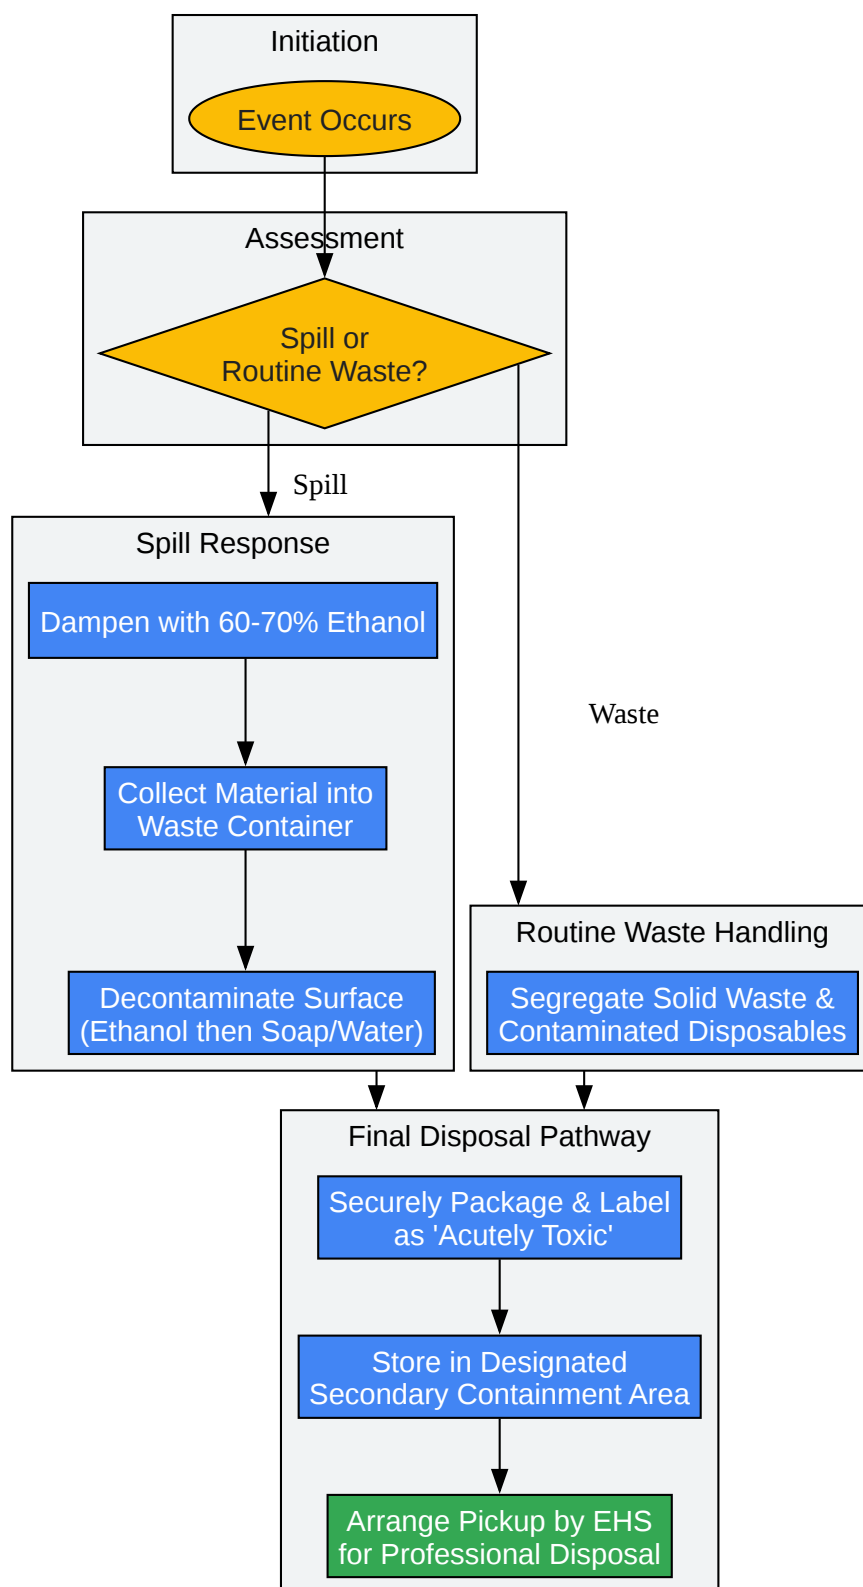 Initiation
Event Occurs
Assessment
Spill or
Routine Waste?
Spill
Waste
Spill Response
Dampen with 60-70% Ethanol
Collect Material into
Waste Container
Decontaminate Surface
(Ethanol then Soap/Water)
Routine Waste Handling
Segregate Solid Waste &
Contaminated Disposables
Final Disposal Pathway
Securely Package & Label
as 'Acutely Toxic'
Store in Designated
Secondary Containment Area
Arrange Pickup by EHS
for Professional Disposal